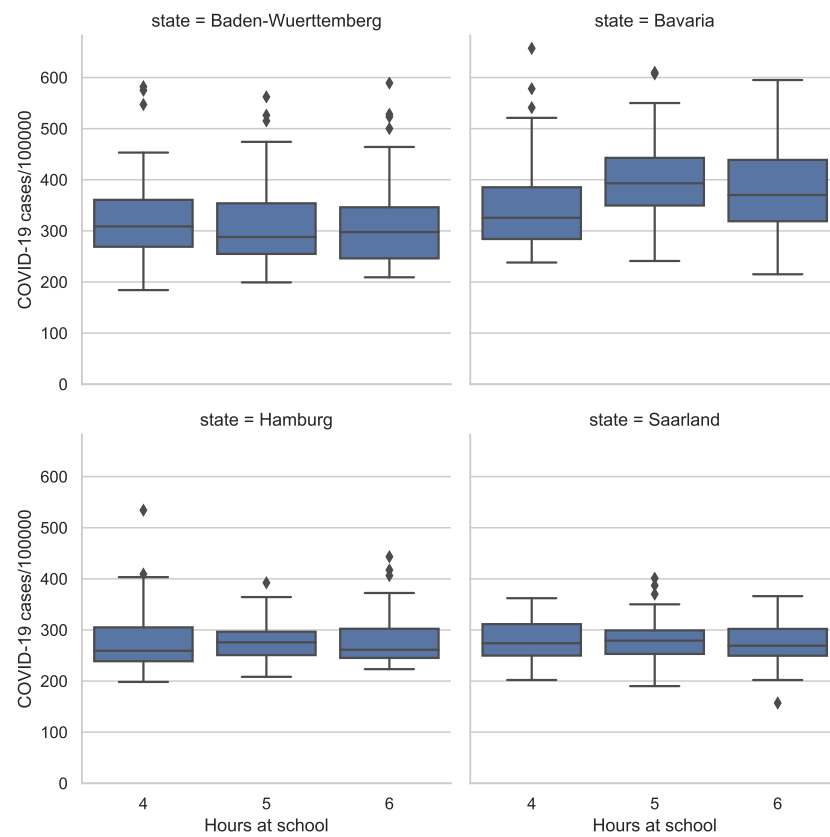 state = Baden-Wuerttemberg
state = Bavaria
COVID-19 cases/100000
600
500
400
300
200
100
0
state = Hamburg
state = Saarland
COVID-19 cases/100000
600
500
400
300
200
100
0
4 5 6
4 5 6
Hours at school
Hours at school